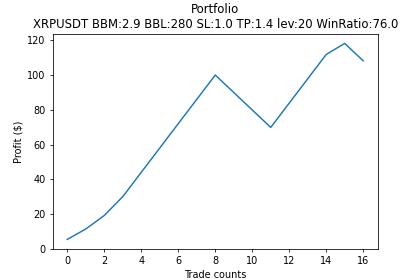 Portfolio
XRPUSDT BBM:2.9 BBL:280 SL:1.0 TP:1.4 lev:20 WinRatio:76.0
120
100
80
60
40
20
0
Profit ($)
0 2 4 6 8 10 12 14 16
Trade counts